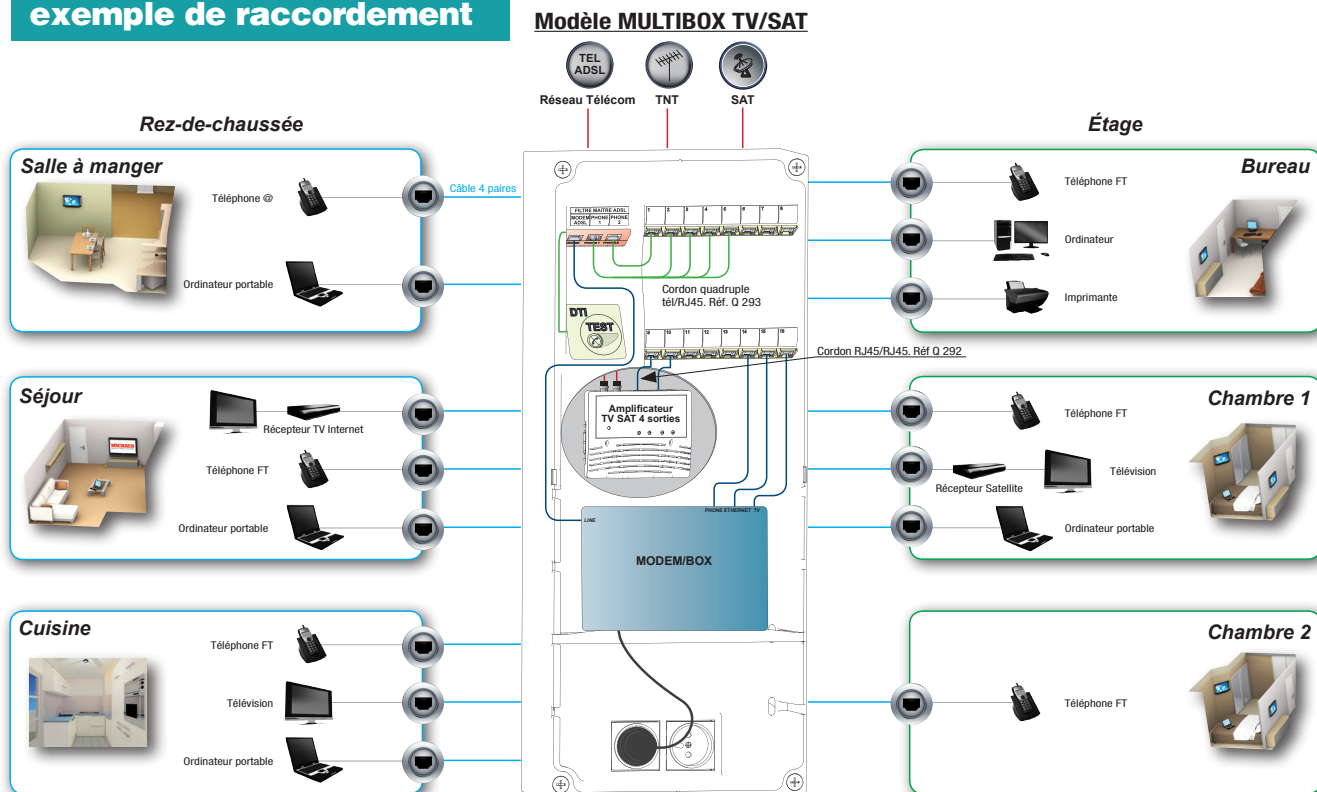 exemple de raccordement
Modèle MULTIBOX TV/SAT
TEL
ADSL
Réseau Télécom
TNT
SAT
Rez-de-chaussée
Étage
Salle à manger
Téléphone @
Câble 4 paires
Ordinateur portable
Séjour
Récepteur TV Internet
Téléphone FT
Ordinateur portable
Cuisine
Téléphone FT
Télévision
Ordinateur portable
FILTRE MAITRE ADSL
MODEM ADSL
PHONE 1
PHONE 2
1 2 3 4 5 6 7 8
Cordon quadruple
tél/RJ45. Réf. Q 293
DTI
TEST
9 10 11 12 13 14 15 16
Cordon RJ45/RJ45. Réf Q 292
Amplificateur
TV SAT 4 sorties
LINE
PHONE ETHERNET TV
MODEM/BOX
Bureau
Téléphone FT
Ordinateur
Imprimante
Chambre 1
Téléphone FT
Récepteur Satellite
Télévision
Ordinateur portable
Chambre 2
Téléphone FT